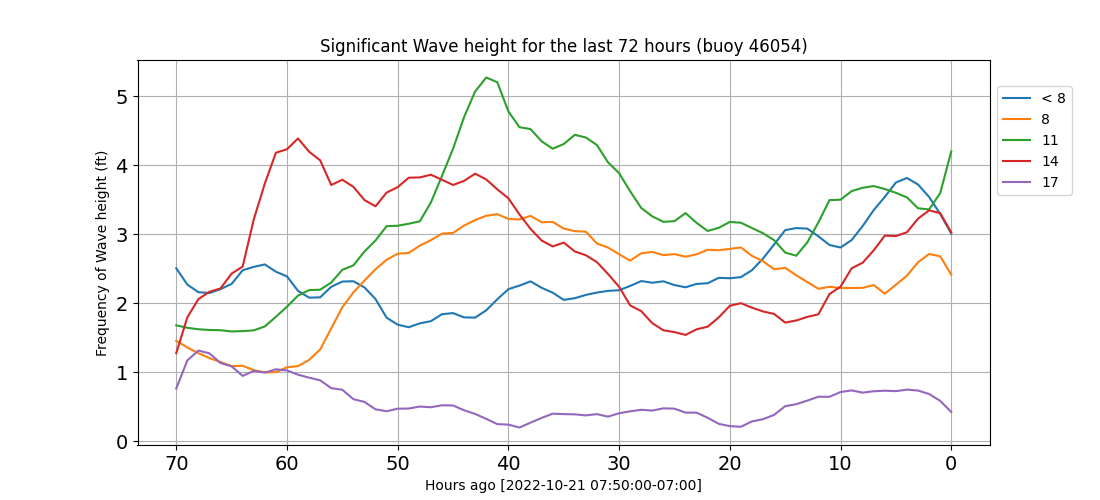 Significant Wave height for the last 72 hours (buoy 46054)
Frequency of Wave height (ft)
5
4
3
2
1
0
70 60 50 40 30 20 10 0
Hours ago [2022-10-21 07:50:00-07:00]
< 8
8
11
14
17